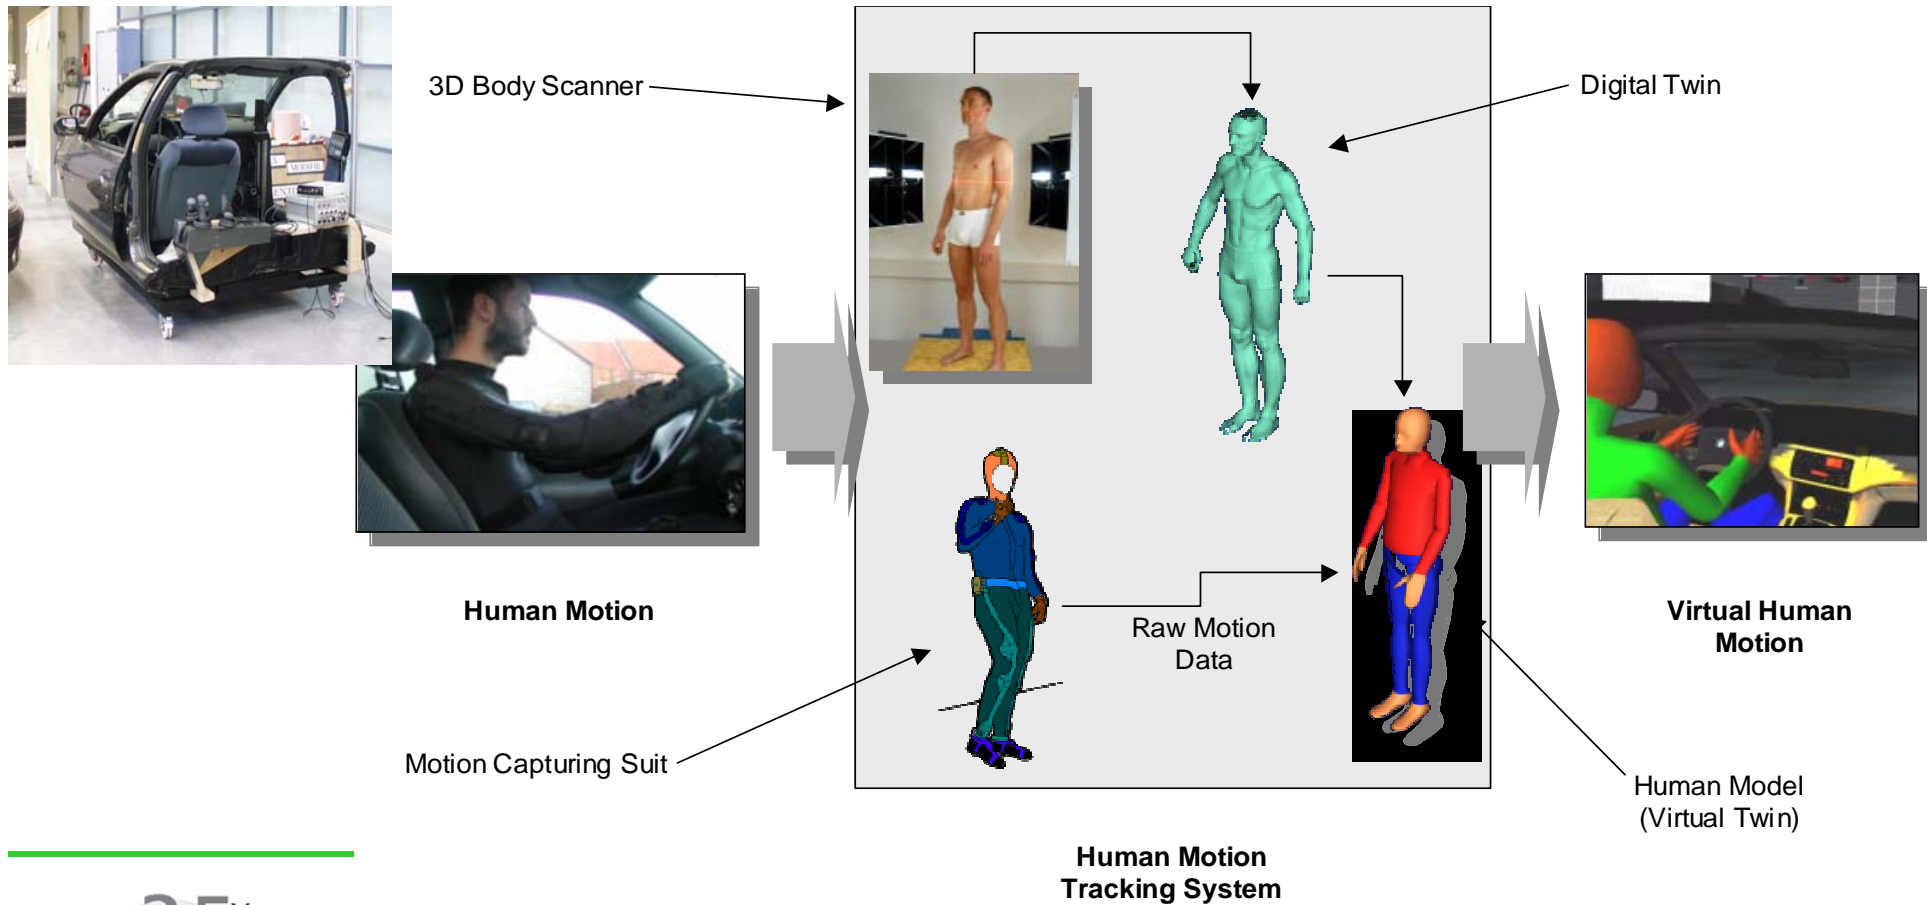 3D Body Scanner
Digital Twin
MODIFIE
Human Motion
Raw Motion
Data
Virtual Human
Motion
Motion Capturing Suit
Human Model
(Virtual Twin)
Human Motion
Tracking System